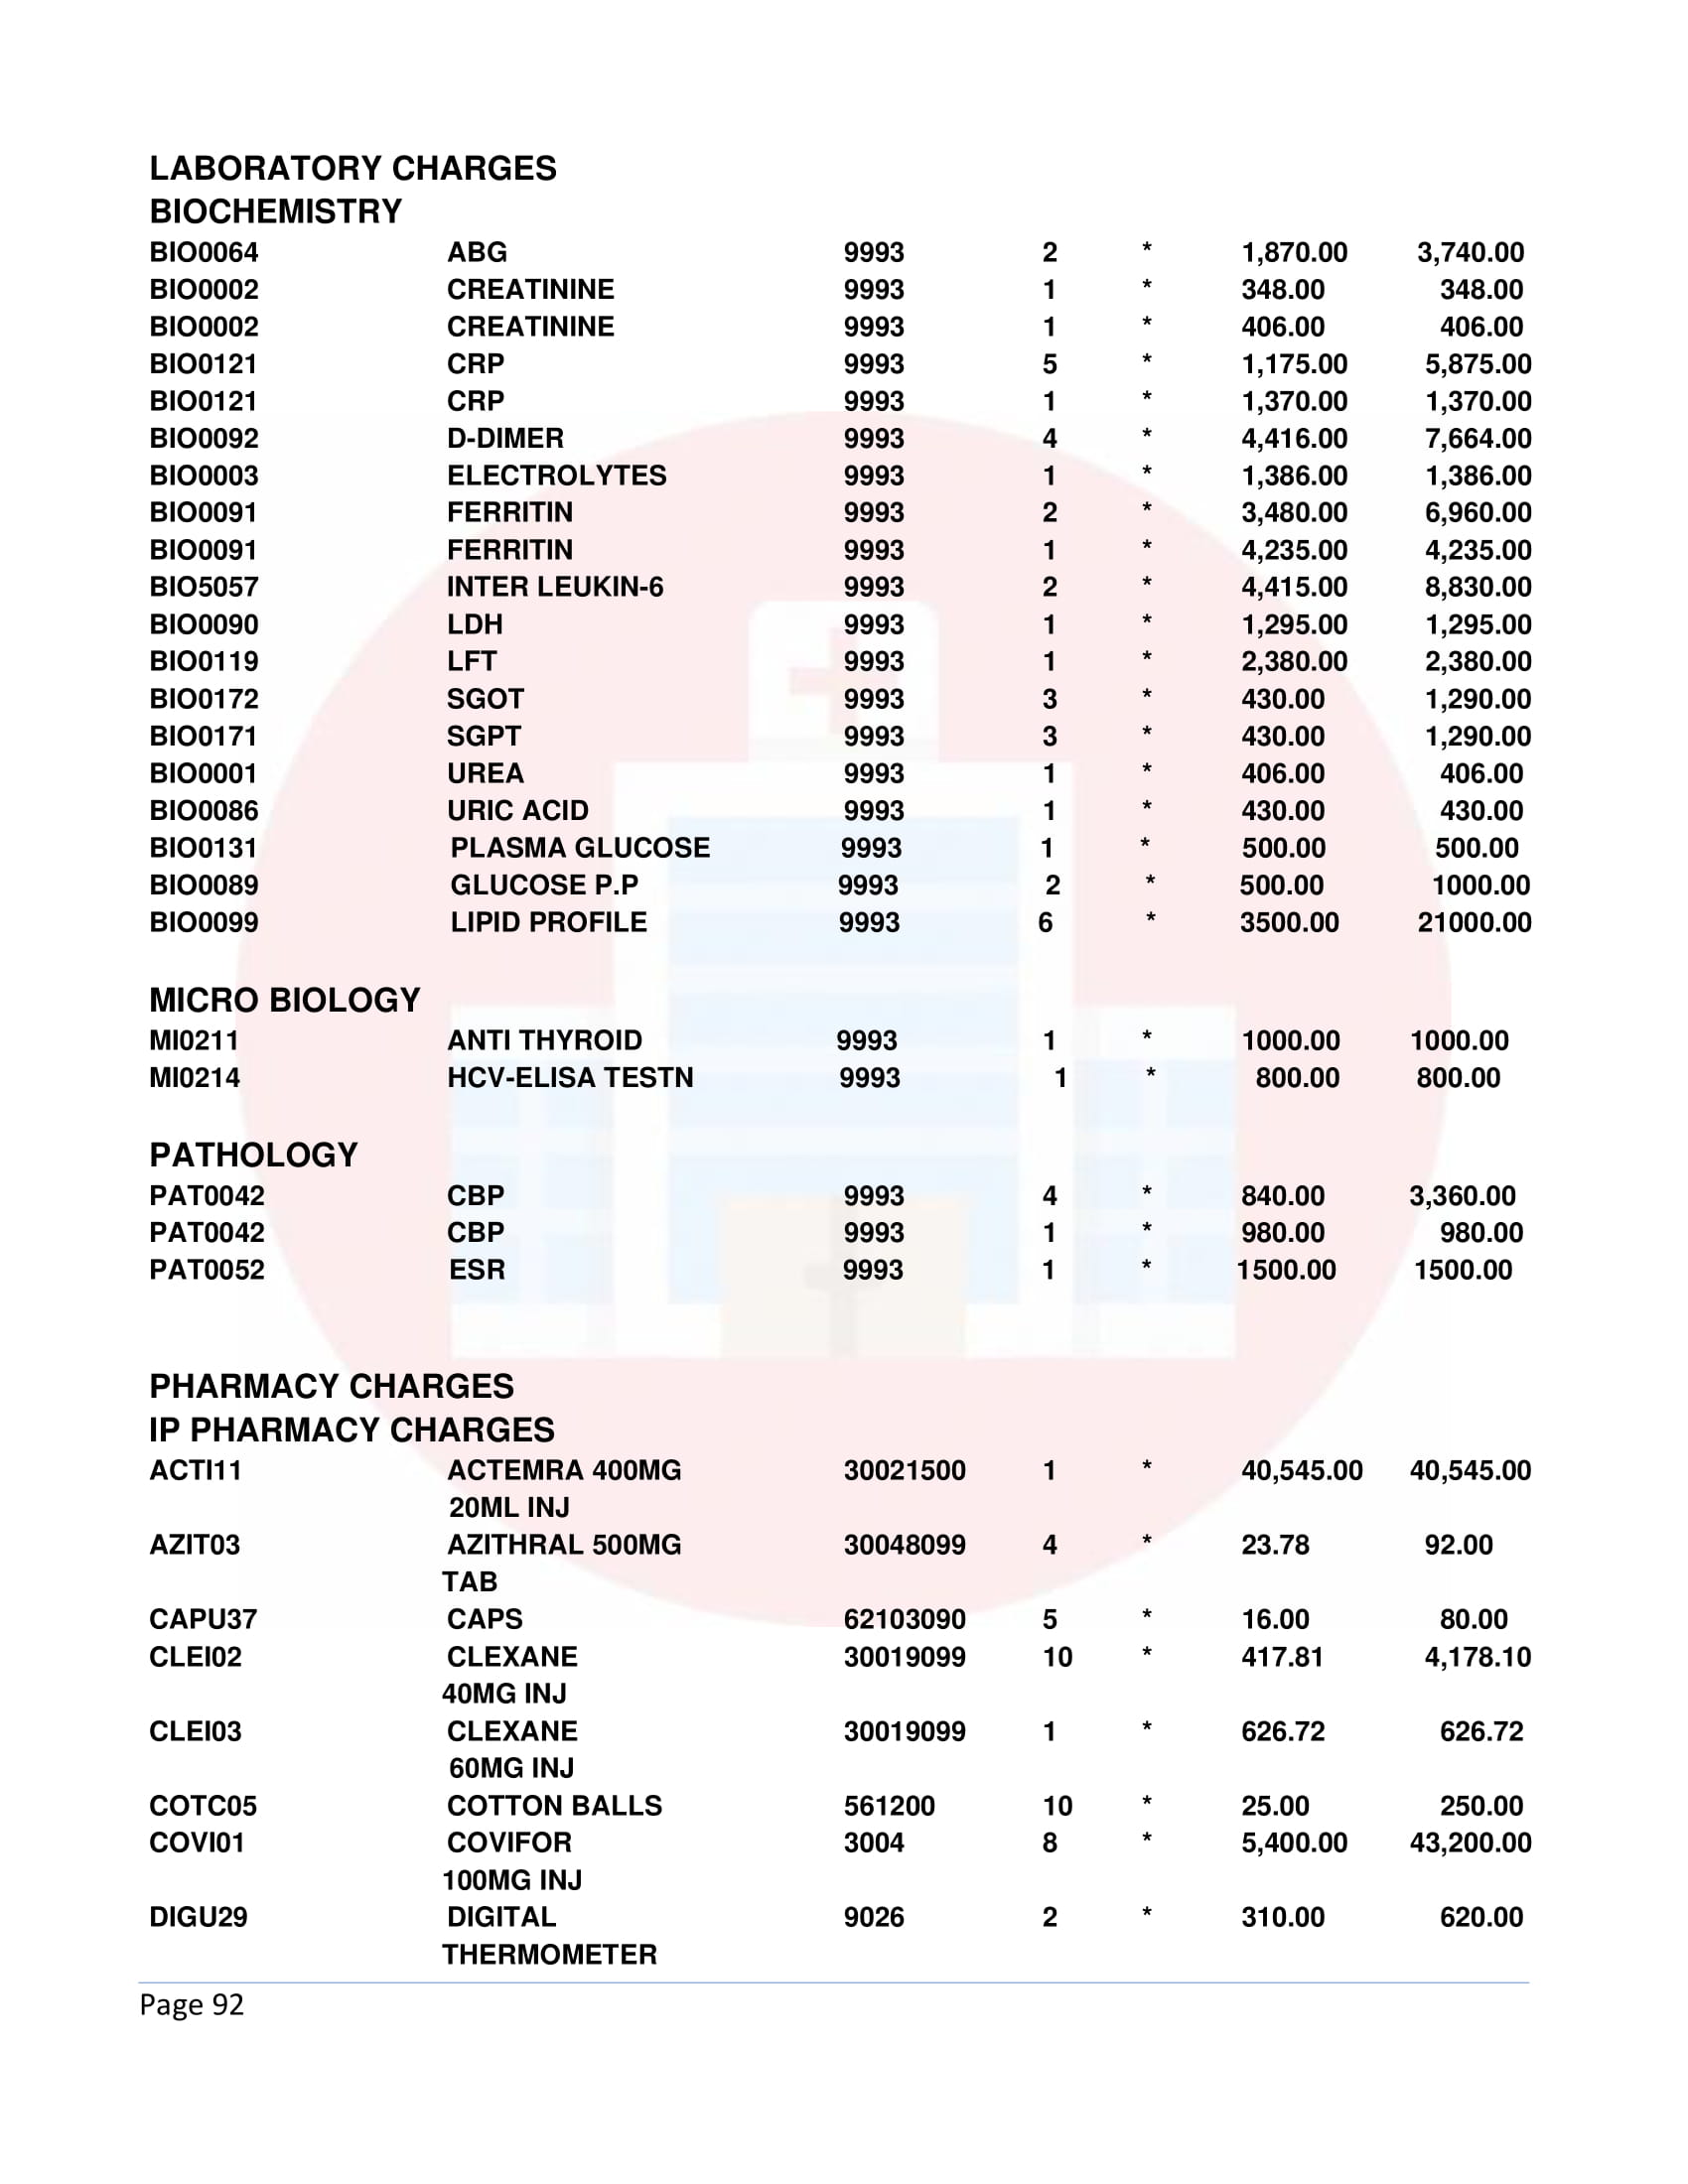 LABORATORY CHARGES
BIOCHEMISTRY
BIO0064 ABG 9993 2 * 1,870.00 3,740.00
BIO0002 CREATININE 9993 1 * 348.00 348.00
BIO0002 CREATININE 9993 1 * 406.00 406.00
BIO0121 CRP 9993 5 * 1,175.00 5,875.00
BIO0121 CRP 9993 1 * 1,370.00 1,370.00
BIO0092 D-DIMER 9993 4 * 4,416.00 7,664.00
BIO0003 ELECTROLYTES 9993 1 * 1,386.00 1,386.00
BIO0091 FERRITIN 9993 2 * 3,480.00 6,960.00
BIO0091 FERRITIN 9993 1 * 4,235.00 4,235.00
BIO5057 INTER LEUKIN-6 9993 2 * 4,415.00 8,830.00
BIO0090 LDH 9993 1 * 1,295.00 1,295.00
BIO0119 LFT 9993 1 * 2,380.00 2,380.00
BIO0172 SGOT 9993 3 * 430.00 1,290.00
BIO0171 SGPT 9993 3 * 430.00 1,290.00
BIO0001 UREA 9993 1 * 406.00 406.00
BIO0086 URIC ACID 9993 1 * 430.00 430.00
BIO0131 PLASMA GLUCOSE 9993 1 * 500.00 500.00
BIO0089 GLUCOSE P.P 9993 2 * 500.00 1000.00
BIO0099 LIPID PROFILE 9993 6 * 3500.00 21000.00
MICRO BIOLOGY
MI0211 ANTI THYROID 9993 1 * 1000.00 1000.00
MI0214 HCV-ELISA TESTN 9993 1 * 800.00 800.00
PATHOLOGY
PAT0042 CBP 9993 4 * 840.00 3,360.00
PAT0042 CBP 9993 1 * 980.00 980.00
PAT0052 ESR 9993 1 * 1500.00 1500.00
PHARMACY CHARGES
IP PHARMACY CHARGES
ACTI11 ACTEMRA 400MG 30021500 1 * 40,545.00 40,545.00
20ML INJ
AZIT03 AZITHRAL 500MG 30048099 4 * 23.78 92.00
TAB
CAPU37 CAPS 62103090 5 * 16.00 80.00
CLEI02 CLEXANE 30019099 10 * 417.81 4,178.10
40MG INJ
CLEI03 CLEXANE 30019099 1 * 626.72 626.72
60MG INJ
COTC05 COTTON BALLS 561200 10 * 25.00 250.00
COVI01 COVIFOR 3004 8 * 5,400.00 43,200.00
100MG INJ
DIGU29 DIGITAL 9026 2 * 310.00 620.00
THERMOMETER
Page 92